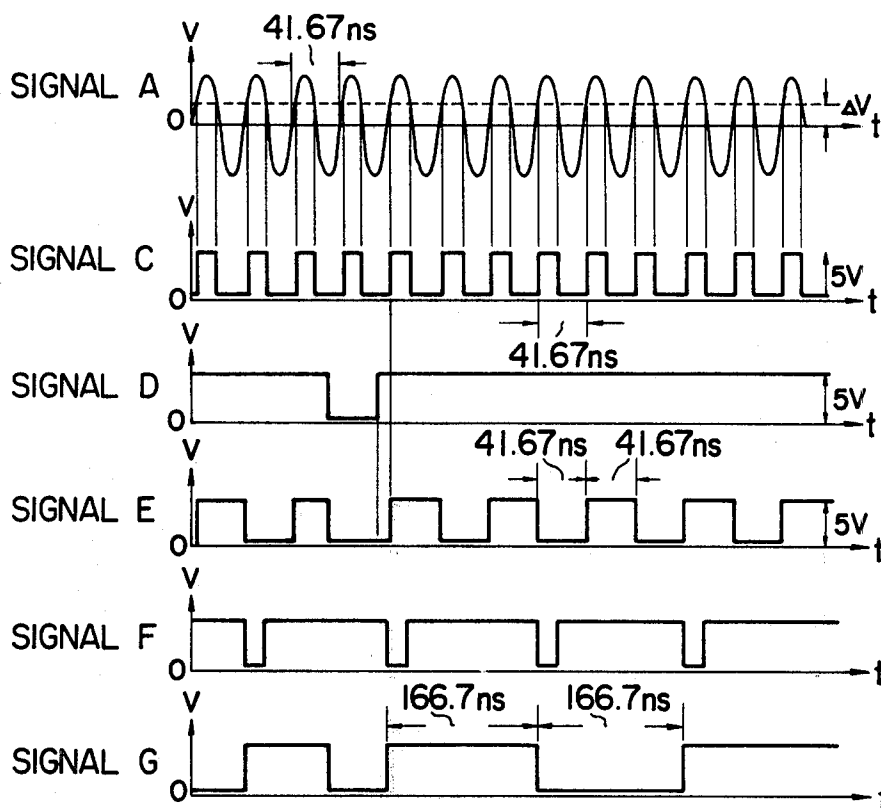 41.67ns
V
SIGNAL A
0
ΔV
t
V
SIGNAL C
0
5V
t
41.67ns
V
SIGNAL D
0
5V
t
41.67ns 41.67ns
V
SIGNAL E
0
5V
t
V
SIGNAL F
0
t
V
166.7ns 166.7ns
SIGNAL G
0
t